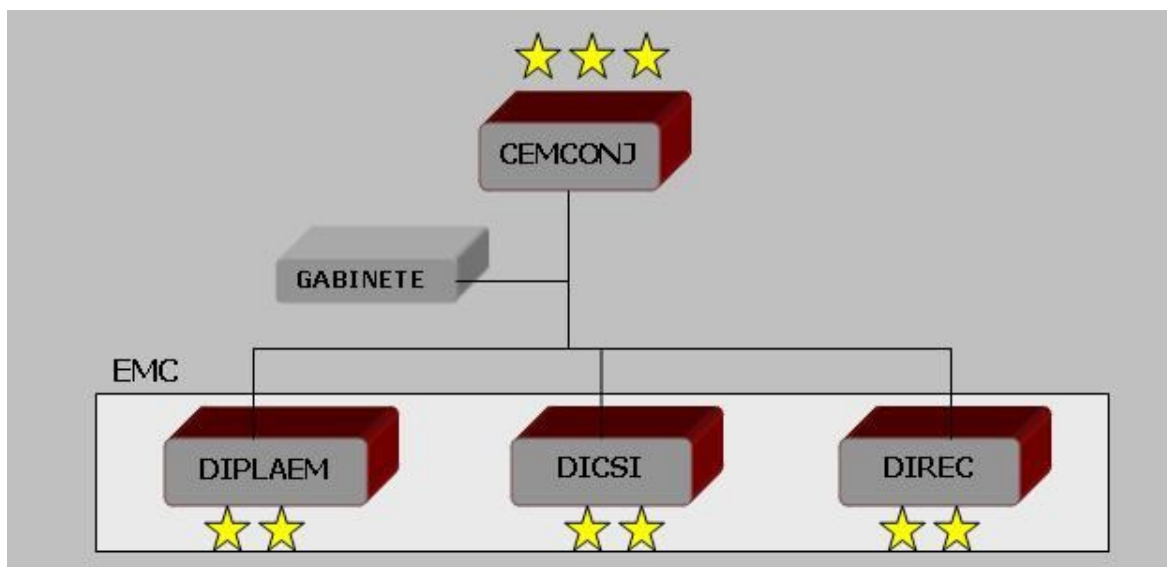 CEMCONJ
GABINETE
EMC
DIPLAEM
DICSI
DIREC